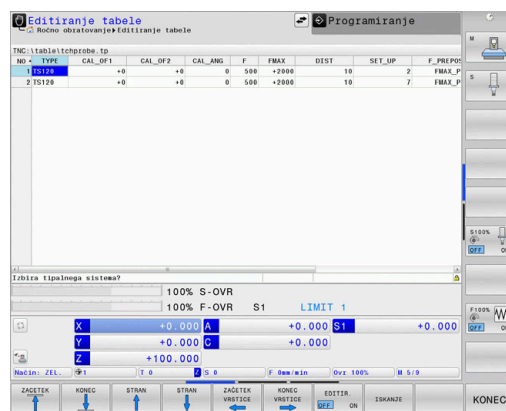 Editiranje tabele
Programiranje
Ročno obratovanje Editiranje tabele
TNC:\table\tchprobe.tp
NO TYPE CAL_OF1 CAL_OF2 CAL_ANG F FMAX DIST SET_UP F_PREPOS
1 TS120 +0 +0 0 500 +2000 10 2 FMAX_P
2 TS120 +0 +0 0 500 +2000 10 7 FMAX_P
M
S
Izbira tipalnega sistema?
100% S-OVR
100% F-OVR S1 LIMIT 1
S100%
OFF ON
F100%
OFF ON
X +0.000 A +0.000 S1 +0.000
Y +0.000 C +0.000
Z +100.000
Način: ZEL. 1 T 0 Z S 0 F 0mm/min Ovr 100% M 5/9
ZAČETEK
KONEC
STRAN
STRAN
ZAČETEK VRSTICE
KONEC VRSTICE
EDITIR.
OFF ON
ISKANJE
KONEC